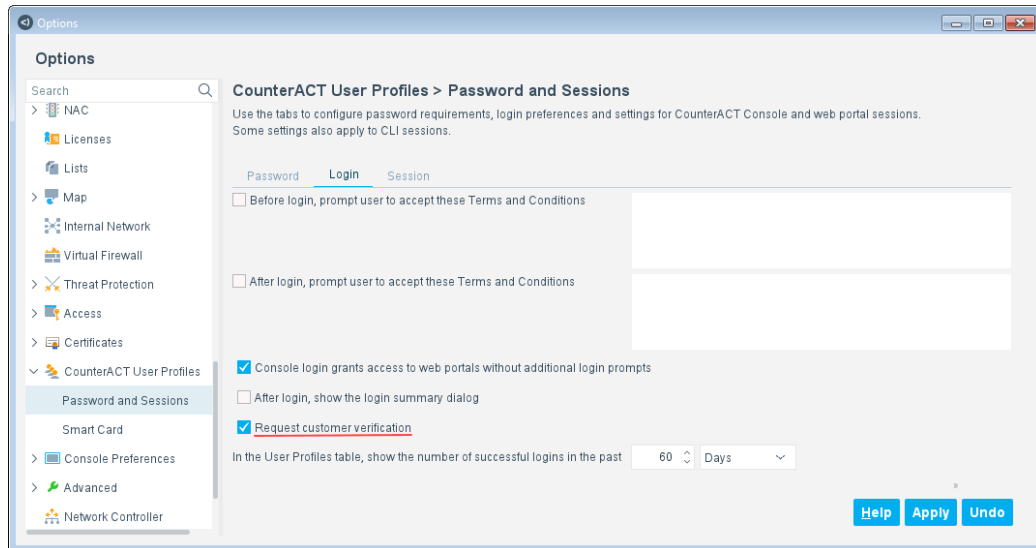 Options
Options
Search
NAC
Licenses
Lists
Map
Internal Network
Virtual Firewall
Threat Protection
Access
Certificates
CounterACT User Profiles
Password and Sessions
Smart Card
Console Preferences
Advanced
Network Controller
CounterACT User Profiles > Password and Sessions
Use the tabs to configure password requirements, login preferences and settings for CounterACT Console and web portal sessions.
Some settings also apply to CLI sessions.
Password Login Session
Before login, prompt user to accept these Terms and Conditions
After login, prompt user to accept these Terms and Conditions
Console login grants access to web portals without additional login prompts
After login, show the login summary dialog
Request customer verification
In the User Profiles table, show the number of successful logins in the past 60 Days
Help Apply Undo